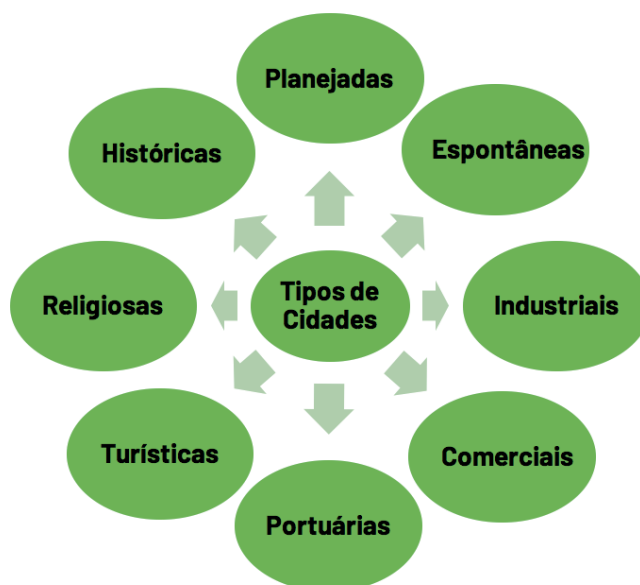 Planejadas
Históricas
Espontâneas
Religiosas
Tipos de
Cidades
Industriais
Turísticas
Comerciais
Portuárias